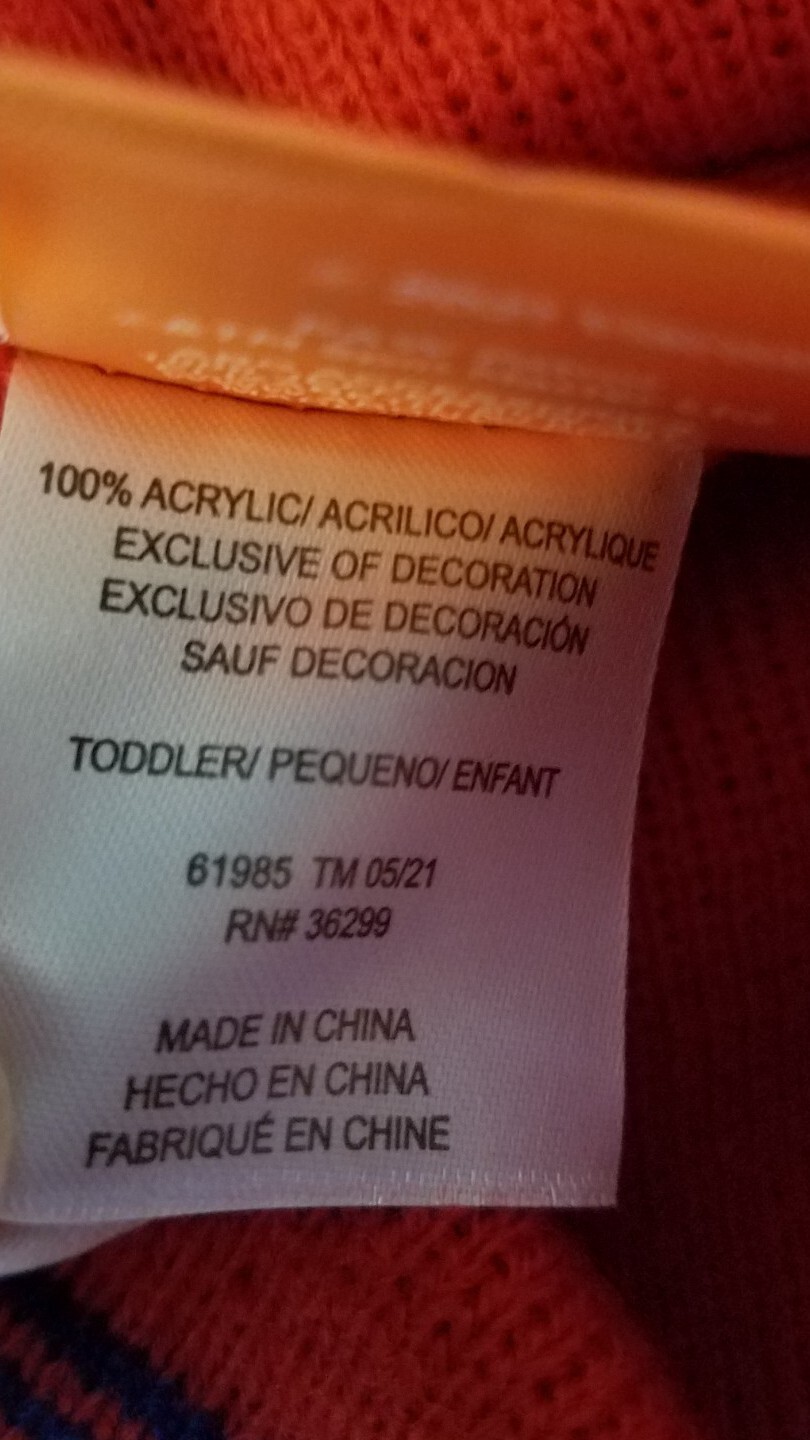 100% ACRYLIC/ ACRILICO/ ACRYLIQUE
EXCLUSIVE OF DECORATION
EXCLUSIVO DE DECORACIÓN
SAUF DECORACION
TODDLER/ PEQUENO/ ENFANT
61985 TM 05/21
RN# 36299
MADE IN CHINA
HECHO EN CHINA
FABRIQUÉ EN CHINE